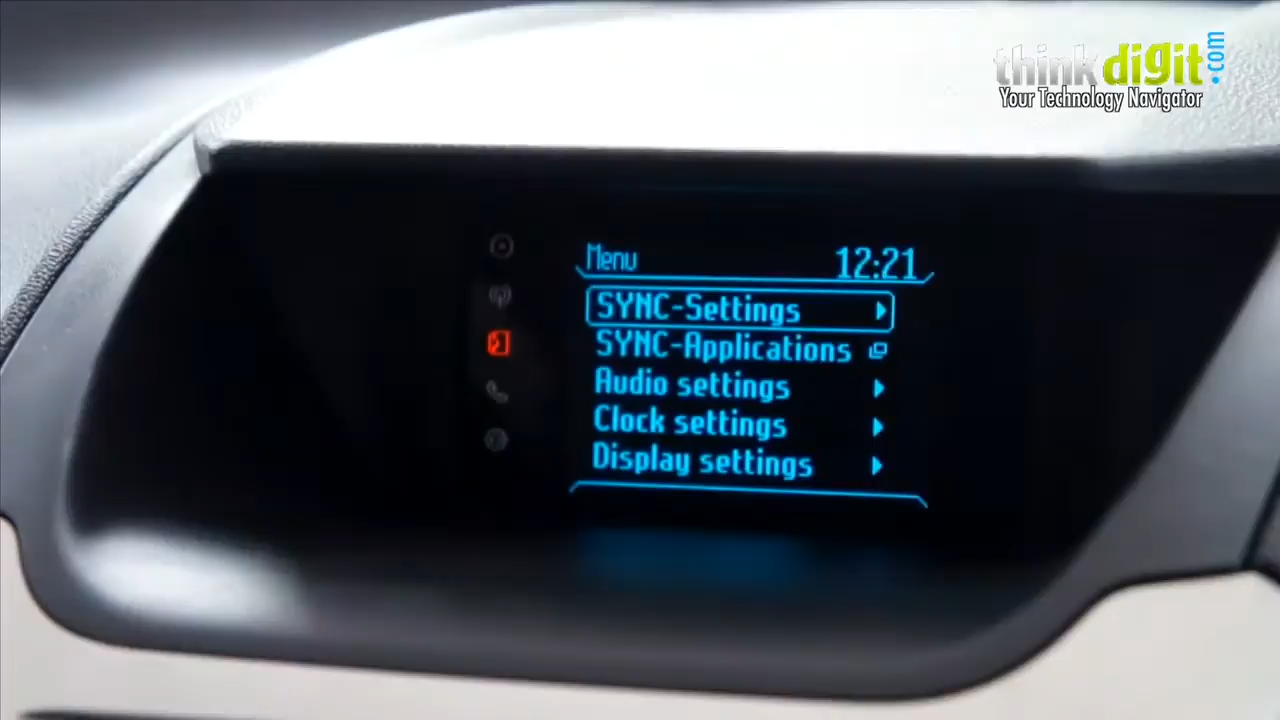 thinkdigit.com
Your Technology Navigator
Menu 12:21
SYNC-Settings
SYNC-Applications
Audio settings
Clock settings
Display settings